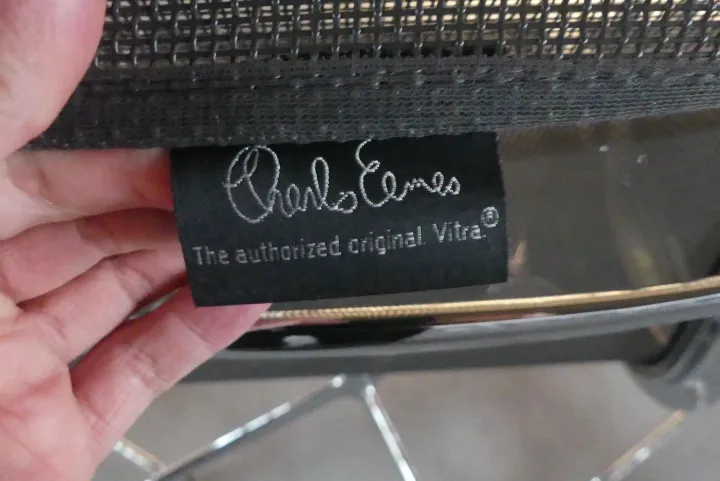 Charles Eames
The authorized original. Vitra.®